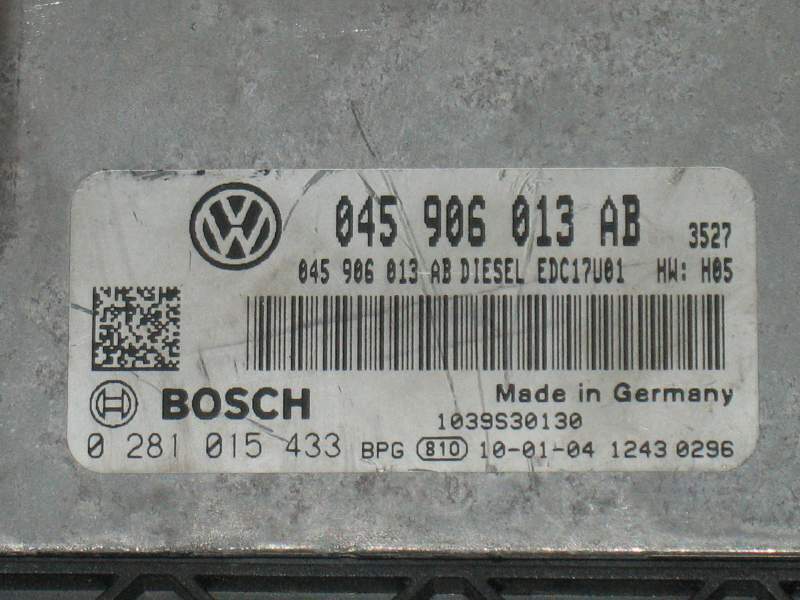 045 906 013 AB 3527
045 906 013 AB DIESEL EDC17U01 HW: H05
Made in Germany
BOSCH
1039S30130
0 281 015 433 BPG 810 10-01-04 1243 0296